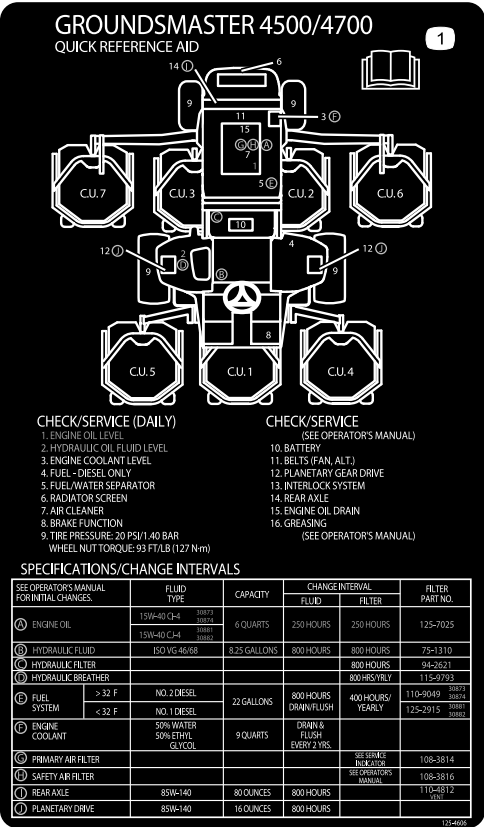 GROUNDSMASTER 4500/4700
QUICK REFERENCE AID
1
14 I
6
9
9
11
3 F
15
G H A
7
1
5 E
C.U. 7
C.U. 3
C.U. 2
C.U. 6
C
10
12 J
2
D
9
B
4
12 J
9
8
C.U. 5
C.U. 1
C.U. 4
CHECK/SERVICE (DAILY)
1. ENGINE OIL LEVEL
2. HYDRAULIC OIL FLUID LEVEL
3. ENGINE COOLANT LEVEL
4. FUEL - DIESEL ONLY
5. FUEL/WATER SEPARATOR
6. RADIATOR SCREEN
7. AIR CLEANER
8. BRAKE FUNCTION
9. TIRE PRESSURE: 20 PSI/1.40 BAR
WHEEL NUT TORQUE: 93 FT/LB (127 N·m)
CHECK/SERVICE
(SEE OPERATOR'S MANUAL)
10. BATTERY
11. BELTS (FAN, ALT.)
12. PLANETARY GEAR DRIVE
13. INTERLOCK SYSTEM
14. REAR AXLE
15. ENGINE OIL DRAIN
16. GREASING
(SEE OPERATOR'S MANUAL)
SPECIFICATIONS/CHANGE INTERVALS
SEE OPERATOR'S MANUAL
FOR INITIAL CHANGES.
FLUID
TYPE
CAPACITY
CHANGE INTERVAL
FLUID
FILTER
FILTER
PART NO.
A ENGINE OIL
15W-40 CI-4 30873
30874
15W-40 CJ-4 30881
30882
6 QUARTS
250 HOURS
250 HOURS
125-7025
B HYDRAULIC FLUID
ISO VG 46/68
8.25 GALLONS
800 HOURS
800 HOURS
75-1310
C HYDRAULIC FILTER
800 HOURS
94-2621
D HYDRAULIC BREATHER
800 HRS/YRLY
115-9793
E FUEL
SYSTEM
> 32 F
NO. 2 DIESEL
< 32 F
NO. 1 DIESEL
22 GALLONS
800 HOURS
DRAIN/FLUSH
400 HOURS/
YEARLY
110-9049 30873
30874
125-2915 30881
30882
F ENGINE
COOLANT
50% WATER
50% ETHYL
GLYCOL
9 QUARTS
DRAIN &
FLUSH
EVERY 2 YRS.
G PRIMARY AIR FILTER
SEE SERVICE
INDICATOR
108-3814
H SAFETY AIR FILTER
SEE OPERATOR'S
MANUAL
108-3816
I REAR AXLE
85W-140
80 OUNCES
800 HOURS
110-4812
VENT
J PLANETARY DRIVE
85W-140
16 OUNCES
800 HOURS
125-4606